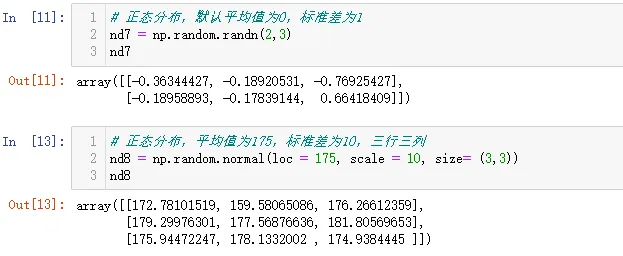 In [11]:
1 # 正态分布，默认平均值为0，标准差为1
2 nd7 = np.random.randn(2,3)
3 nd7
Out[11]: array([[-0.36344427, -0.18920531, -0.76925427],
[-0.18958893, -0.17839144, 0.66418409]])
In [13]:
1 # 正态分布，平均值为175，标准差为10，三行三列
2 nd8 = np.random.normal(loc = 175, scale = 10, size= (3,3))
3 nd8
Out[13]: array([[172.78101519, 159.58065086, 176.26612359],
[179.29976301, 177.56876636, 181.80569653],
[175.94472247, 178.1332002 , 174.9384445 ]])